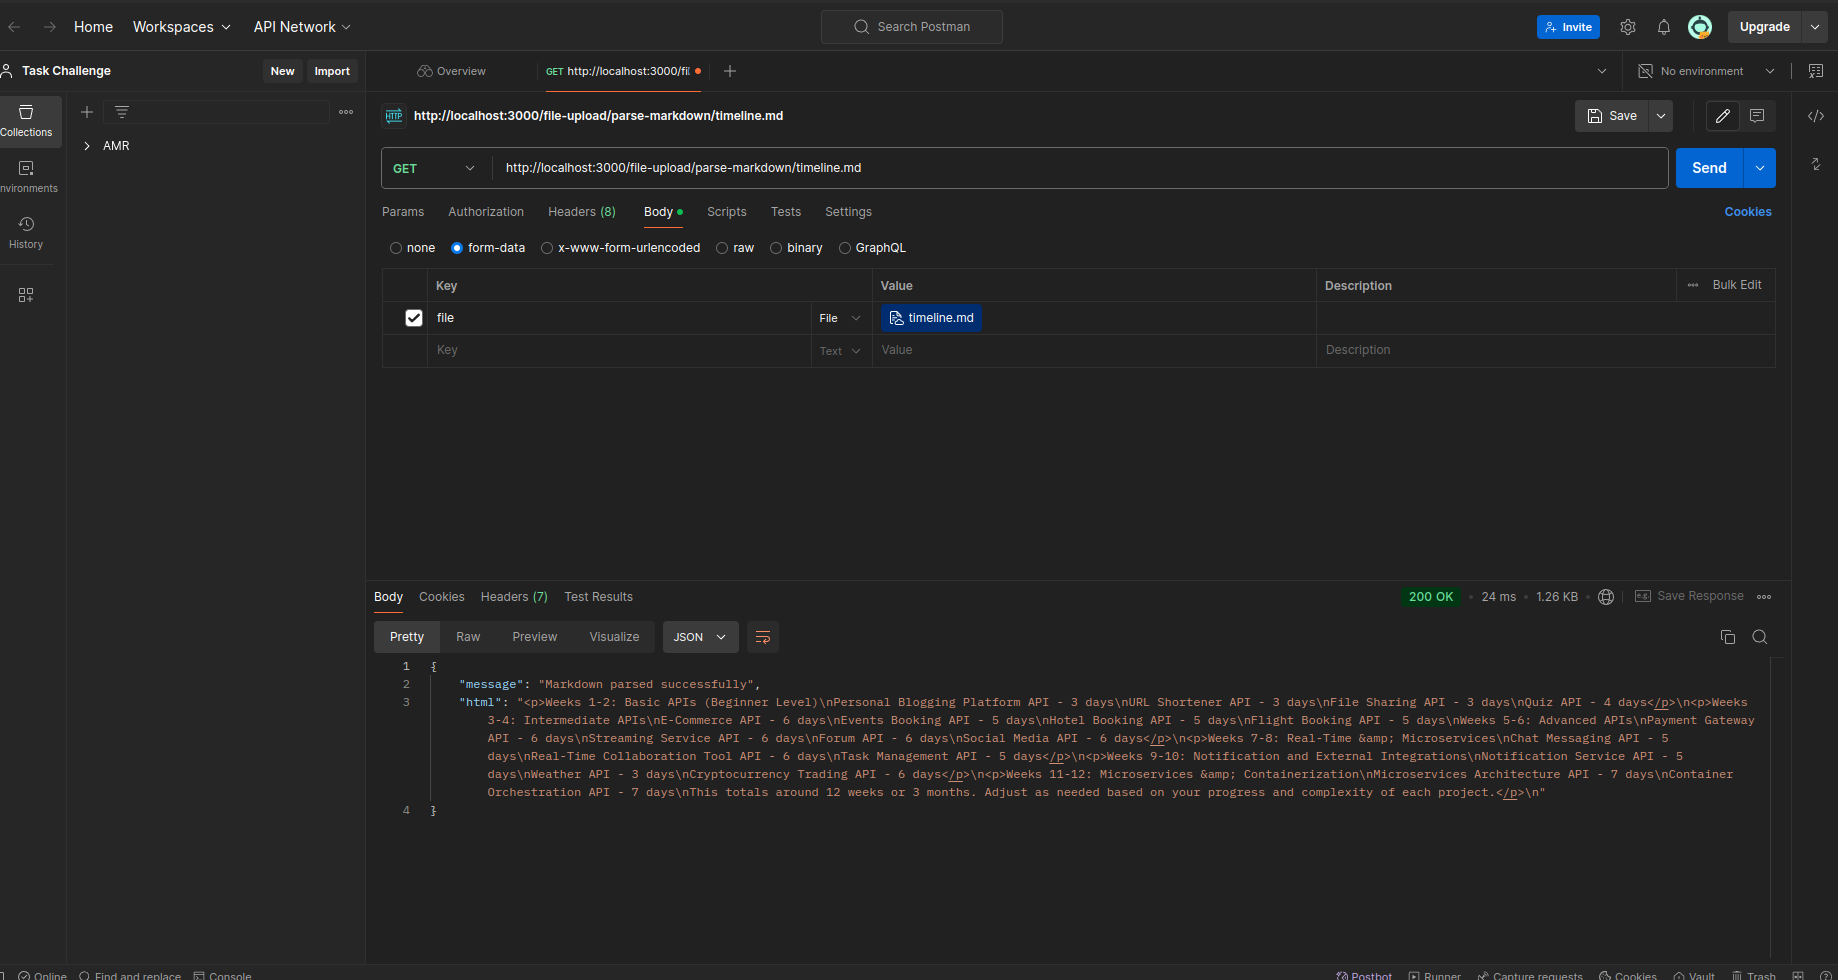 Home Workspaces API Network Search Postman Invite Upgrade
Task Challenge New Import Overview GET http://localhost:3000/fil No environment
HTTP http://localhost:3000/file-upload/parse-markdown/timeline.md Save
Collections
AMR
GET http://localhost:3000/file-upload/parse-markdown/timeline.md Send
nvironments
Params Authorization Headers (8) Body Scripts Tests Settings Cookies
History
none form-data x-www-form-urlencoded raw binary GraphQL
Key Value Description Bulk Edit
file File timeline.md
Key Text Value Description
Body Cookies Headers (7) Test Results 200 OK 24 ms 1.26 KB e.g. Save Response
Pretty Raw Preview Visualize JSON
1 {
2 "message": "Markdown parsed successfully",
3 "html": "<p>Weeks 1-2: Basic APIs (Beginner Level)\nPersonal Blogging Platform API - 3 days\nURL Shortener API - 3 days\nFile Sharing API - 3 days\nQuiz API - 4 days</p>\n<p>Weeks
3-4: Intermediate APIs\nE-Commerce API - 6 days\nEvents Booking API - 5 days\nHotel Booking API - 5 days\nFlight Booking API - 5 days\nWeeks 5-6: Advanced APIs\nPayment Gateway
API - 6 days\nStreaming Service API - 6 days\nForum API - 6 days\nSocial Media API - 6 days</p>\n<p>Weeks 7-8: Real-Time &amp; Microservices\nChat Messaging API - 5
days\nReal-Time Collaboration Tool API - 6 days\nTask Management API - 5 days</p>\n<p>Weeks 9-10: Notification and External Integrations\nNotification Service API - 5
days\nWeather API - 3 days\nCryptocurrency Trading API - 6 days</p>\n<p>Weeks 11-12: Microservices &amp; Containerization\nMicroservices Architecture API - 7 days\nContainer
Orchestration API - 7 days\nThis totals around 12 weeks or 3 months. Adjust as needed based on your progress and complexity of each project.</p>\n"
4 }
Online Find and replace Console Postbot Runner Capture requests Cookies Vault Trash